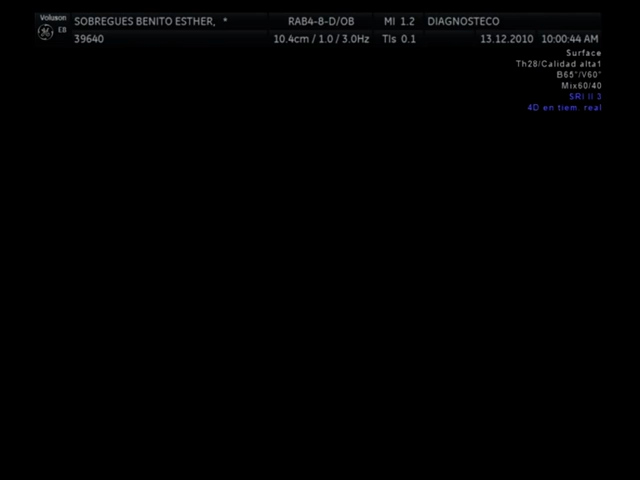 Voluson E8 SOBREGUES BENITO ESTHER, * RAB4-8-D/OB MI 1.2 DIAGNOSTECO
39640 10.4cm / 1.0 / 3.0Hz TIs 0.1 13.12.2010 10:00:44 AM
Surface
Th28/Calidad alta1
B65°/V60°
Mix60/40
SRI II 3
4D en tiem. real